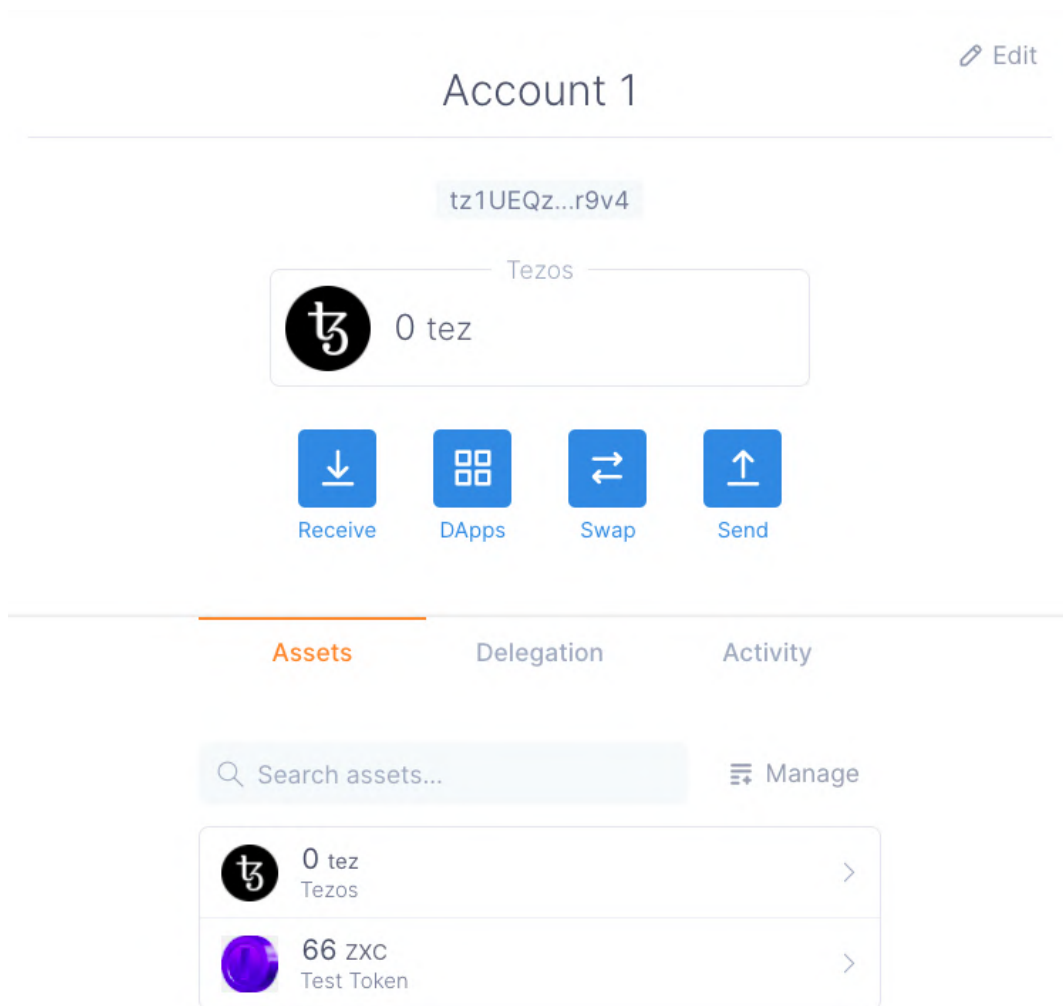 Edit
Account 1
tz1UEQz...r9v4
Tezos
0 tez
Receive DApps Swap Send
Assets Delegation Activity
Search assets... Manage
0 tez
Tezos
66 ZXC
Test Token